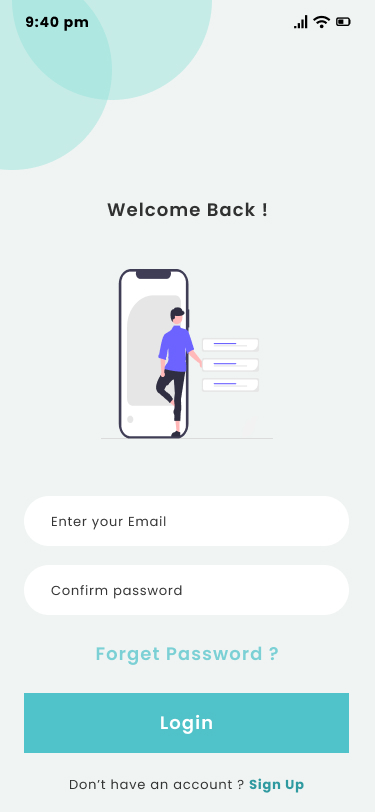 9:40 pm
Welcome Back !
Enter your Email
Confirm password
Forget Password ?
Login
Don’t have an account ? Sign Up